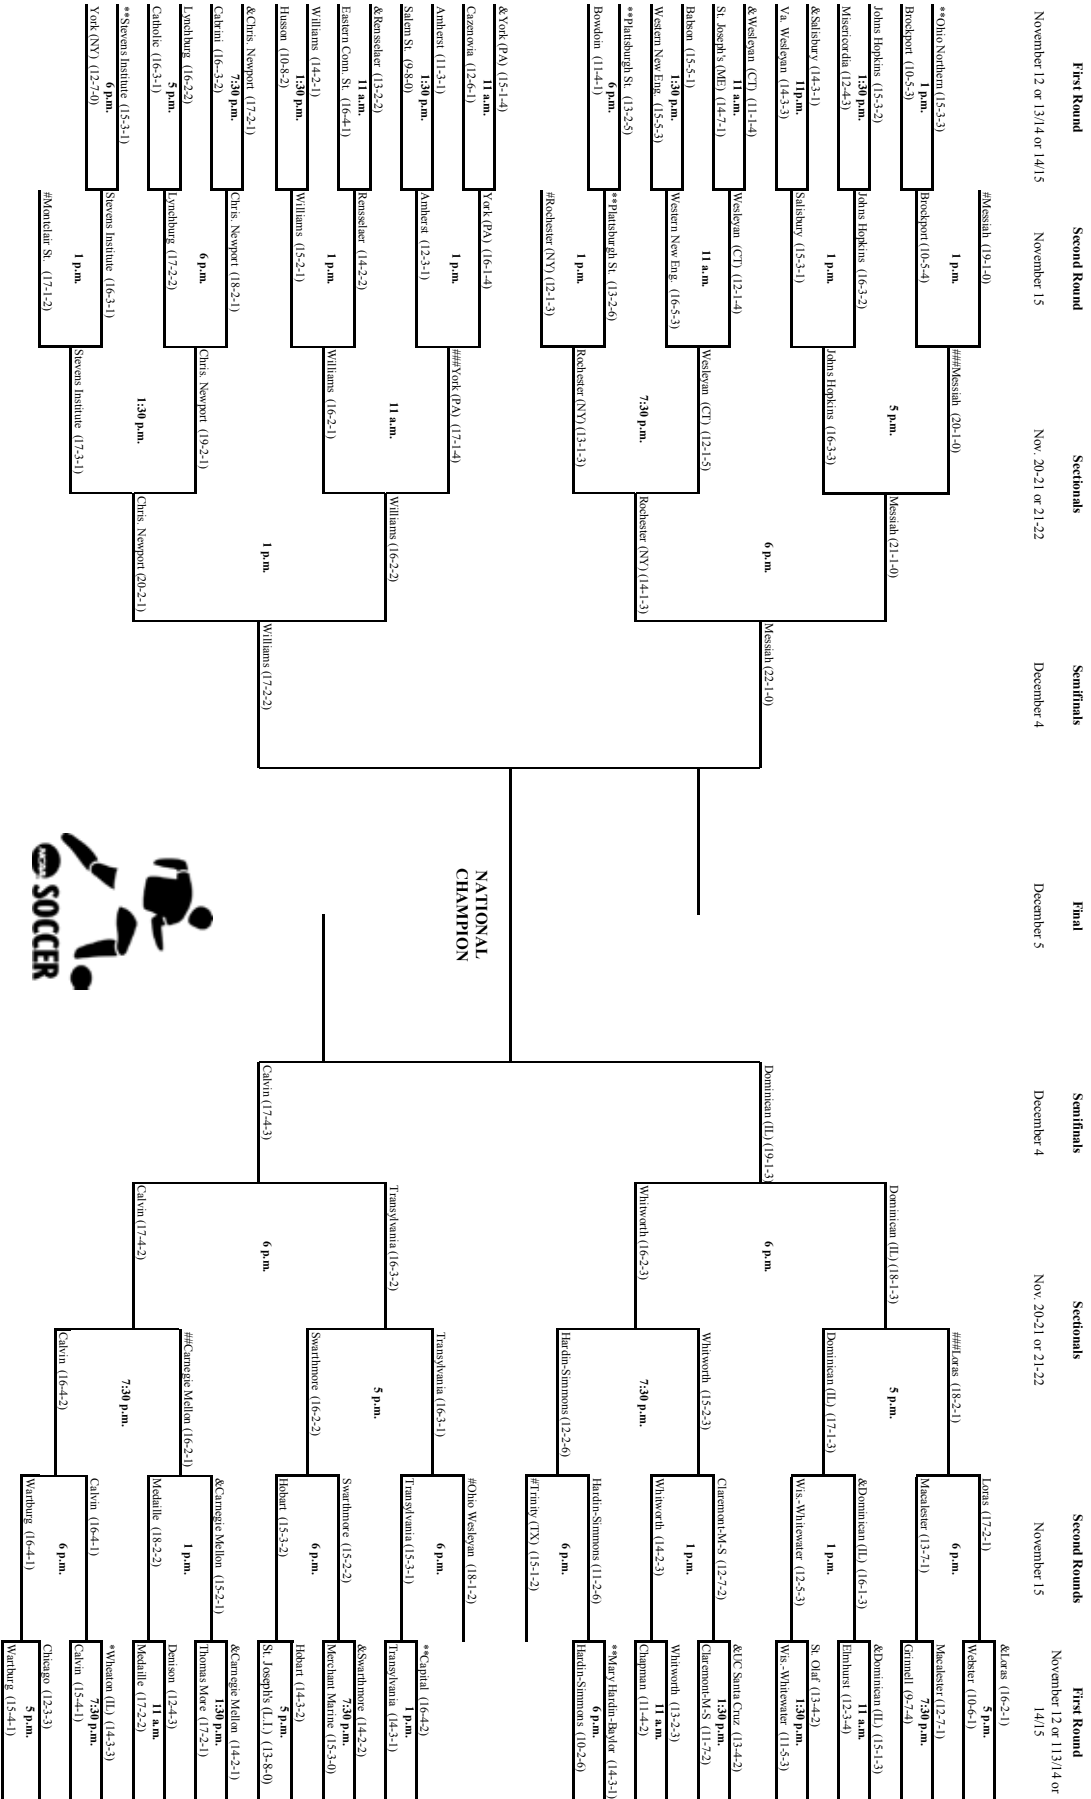 First Round
November 12 or 13/14 or 14/15
Second Round
November 15
Sectionals
Nov. 20-21 or 21-22
Semifinals
December 4
Final
December 5
Semifinals
December 4
Sectionals
Nov. 20-21 or 21-22
Second Rounds
November 15
First Round
November 12 or 113/14 or
14/15
**Ohio Northern (15-3-3)
1 p.m.
Brockport (10-5-3)
Johns Hopkins (15-3-2)
1:30 p.m.
Misericordia (12-4-3)
&Salisbury (14-3-1)
11p.m.
Va. Wesleyan (14-3-3)
&Wesleyan (CT) (11-1-4)
11 a.m.
St. Joseph's (ME) (14-7-1)
Babson (15-5-1)
1:30 p.m.
Western New Eng. (15-5-3)
**Plattsburgh St. (13-2-5)
6 p.m.
Bowdoin (11-4-1)
&York (PA) (15-1-4)
11 a.m.
Cazenovia (12-6-1)
Amherst (11-3-1)
1:30 p.m.
Salem St. (9-8-0)
&Rensselaer (13-2-2)
11 a.m.
Eastern Conn. St. (16-4-1)
Williams (14-2-1)
1:30 p.m.
Husson (10-8-2)
&Chris. Newport (17-2-1)
7:30 p.m.
Cabrini (16--3-2)
Lynchburg (16-2-2)
5 p.m.
Catholic (16-3-1)
**Stevens Institute (15-3-1)
6 p.m.
York (NY) (12-7-0)
#Messiah (19-1-0)
1 p.m.
Brockport (10-5-4)
Johns Hopkins (16-3-2)
1 p.m.
Salisbury (15-3-1)
Wesleyan (CT) (12-1-4)
11 a.m.
Western New Eng. (16-5-3)
**Plattsburgh St. (13-2-6)
1 p.m.
#Rochester (NY) (12-1-3)
York (PA) (16-1-4)
1 p.m.
Amherst (12-3-1)
Rensselaer (14-2-2)
1 p.m.
Williams (15-2-1)
Chris. Newport (18-2-1)
6 p.m.
Lynchburg (17-2-2)
Stevens Institute (16-3-1)
1 p.m.
#Montclair St. (17-1-2)
###Messiah (20-1-0)
5 p.m.
Johns Hopkins (16-3-3)
Wesleyan (CT) (12-1-5)
7:30 p.m.
Rochester (NY) (13-1-3)
###York (PA) (17-1-4)
11 a.m.
Williams (16-2-1)
Chris. Newport (19-2-1)
1:30 p.m.
Stevens Institute (17-3-1)
Messiah (21-1-0)
6 p.m.
Rochester (NY) (14-1-3)
Williams (16-2-2)
1 p.m.
Chris. Newport (20-2-1)
Messiah (22-1-0)
Williams (17-2-2)
NATIONAL
CHAMPION
NCAA
SOCCER
Dominican (IL) (19-1-3)
Calvin (17-4-3)
Dominican (IL) (18-1-3)
6 p.m.
Whitworth (16-2-3)
Transylvania (16-3-2)
6 p.m.
Calvin (17-4-2)
###Loras (18-2-1)
5 p.m.
Dominican (IL) (17-1-3)
Whitworth (15-2-3)
7:30 p.m.
Hardin-Simmons (12-2-6)
Transylvania (16-3-1)
5 p.m.
Swarthmore (16-2-2)
##Carnegie Mellon (16-2-1)
7:30 p.m.
Calvin (16-4-2)
Loras (17-2-1)
6 p.m.
Macalester (13-7-1)
&Dominican (IL) (16-1-3)
1 p.m.
Wis.-Whitewater (12-5-3)
Claremont-M-S (12-7-2)
1 p.m.
Whitworth (14-2-3)
Hardin-Simmons (11-2-6)
6 p.m.
#Trinity (TX) (15-1-2)
#Ohio Wesleyan (18-1-2)
6 p.m.
Transylvania (15-3-1)
Swarthmore (15-2-2)
6 p.m.
Hobart (15-3-2)
&Carnegie Mellon (15-2-1)
1 p.m.
Medaille (18-2-2)
Calvin (16-4-1)
6 p.m.
Wartburg (16-4-1)
&Loras (16-2-1)
5 p.m.
Webster (10-6-1)
Macalester (12-7-1)
7:30 p.m.
Grinnell (9-7-4)
&Dominican (IL) (15-1-3)
11 a.m.
Elmhurst (12-3-4)
St. Olaf (13-4-2)
1:30 p.m.
Wis.-Whitewater (11-5-3)
&UC Santa Cruz (13-4-2)
1:30 p.m.
Claremont-M-S (11-7-2)
Whitworth (13-2-3)
11 a.m.
Chapman (11-4-2)
**Mary Hardin-Baylor (14-3-1)
6 p.m.
Hardin-Simmons (10-2-6)
**Capital (16-4-2)
1 p.m.
Transylvania (14-3-1)
&Swarthmore (14-2-2)
7:30 p.m.
Merchant Marine (15-3-0)
Hobart (14-3-2)
5 p.m.
St. Joseph's (L.I.) (13-8-0)
&Carnegie Mellon (14-2-1)
1:30 p.m.
Thomas More (17-2-1)
Denison (12-4-3)
11 a.m.
Medaille (17-2-2)
*Wheaton (IL) (14-3-3)
7:30 p.m.
Calvin (15-4-1)
Chicago (12-3-3)
5 p.m.
Wartburg (15-4-1)